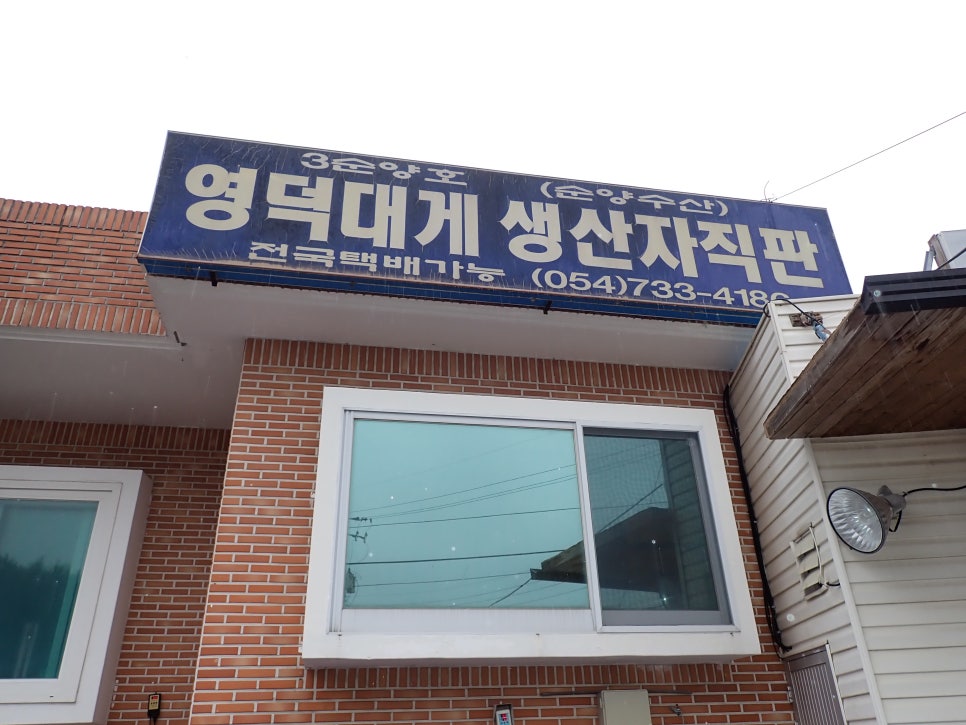 3순양호 (순양수산)
영덕대게 생산자직판
전국택배가능 (054)733-4186